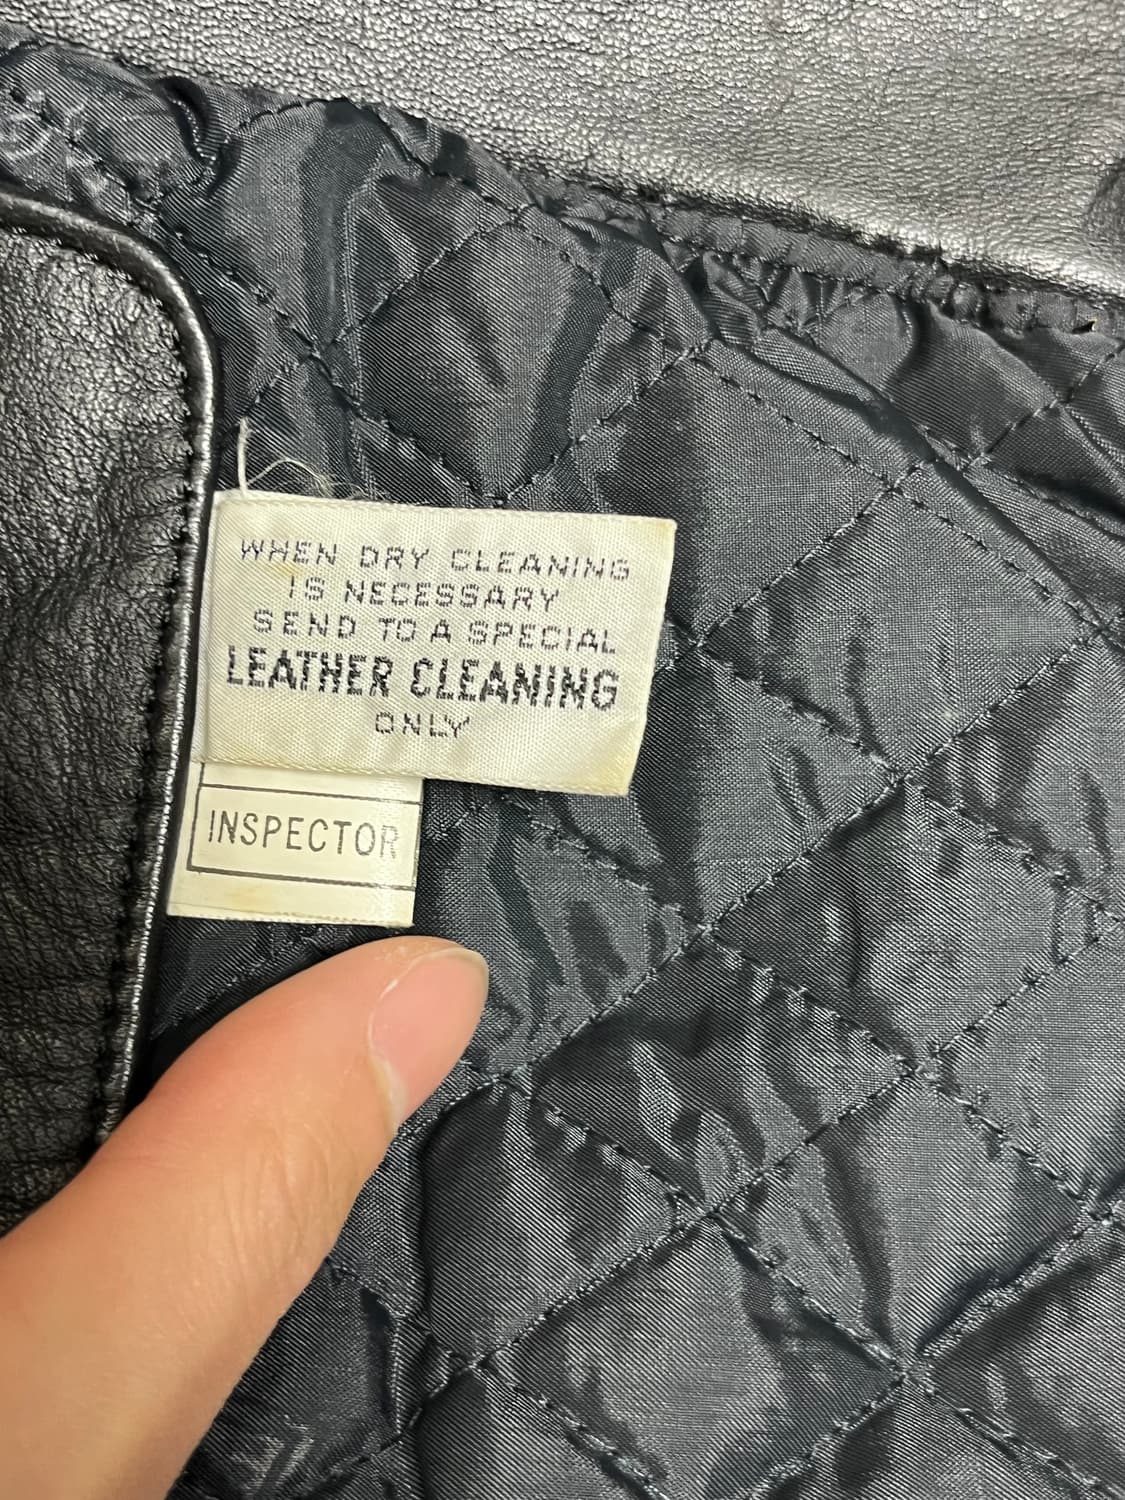 WHEN DRY CLEANING
IS NECESSARY
SEND TO A SPECIAL
LEATHER CLEANING
ONLY
INSPECTOR